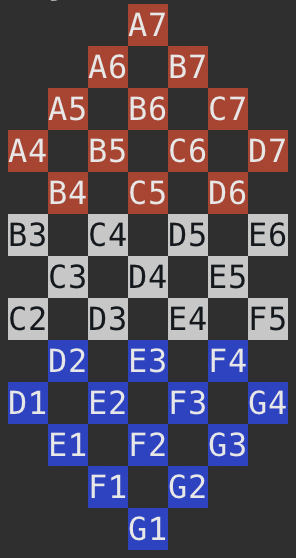 A7
A6 B7
A5 B6 C7
A4 B5 C6 D7
B4 C5 D6
B3 C4 D5 E6
C3 D4 E5
C2 D3 E4 F5
D2 E3 F4
D1 E2 F3 G4
E1 F2 G3
F1 G2
G1